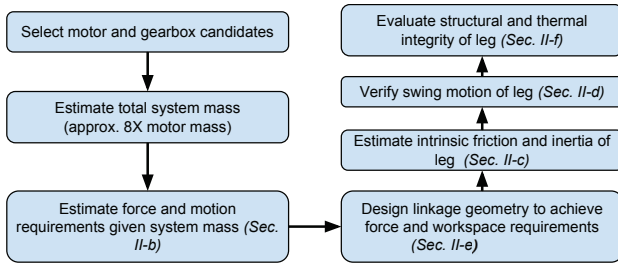 Select motor and gearbox candidates
Estimate total system mass
(approx. 8X motor mass)
Estimate force and motion
requirements given system mass (Sec.
II-b)
Design linkage geometry to achieve
force and workspace requirements
(Sec. II-e)
Estimate intrinsic friction and inertia of
leg (Sec. II-c)
Verify swing motion of leg (Sec. II-d)
Evaluate structural and thermal
integrity of leg (Sec. II-f)